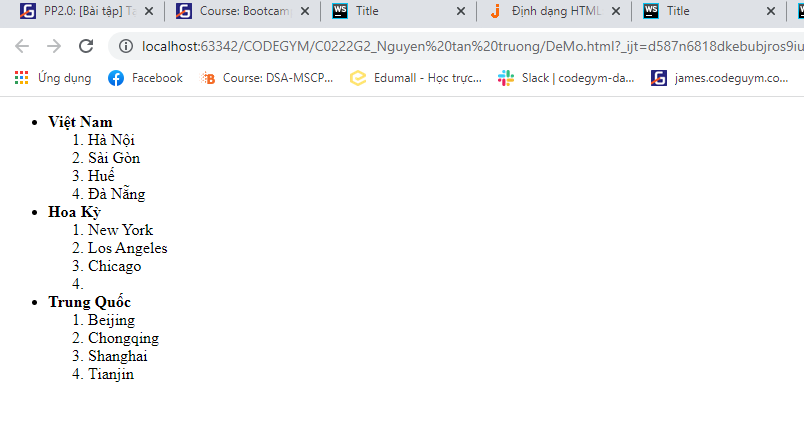 PP2.0: [Bài tập] Tạ
Course: Bootcamp
Title
Định dạng HTML
Title
localhost:63342/CODEGYM/C0222G2_Nguyen%20tan%20truong/DeMo.html?_ijt=d587n6818dkebubjros9iu
Ứng dụng
Facebook
Course: DSA-MSCP...
Edumall - Học trực...
Slack | codegym-da...
james.codeguym.co...
• Việt Nam
1. Hà Nội
2. Sài Gòn
3. Huế
4. Đà Nẵng
• Hoa Kỳ
1. New York
2. Los Angeles
3. Chicago
4.
• Trung Quốc
1. Beijing
2. Chongqing
3. Shanghai
4. Tianjin